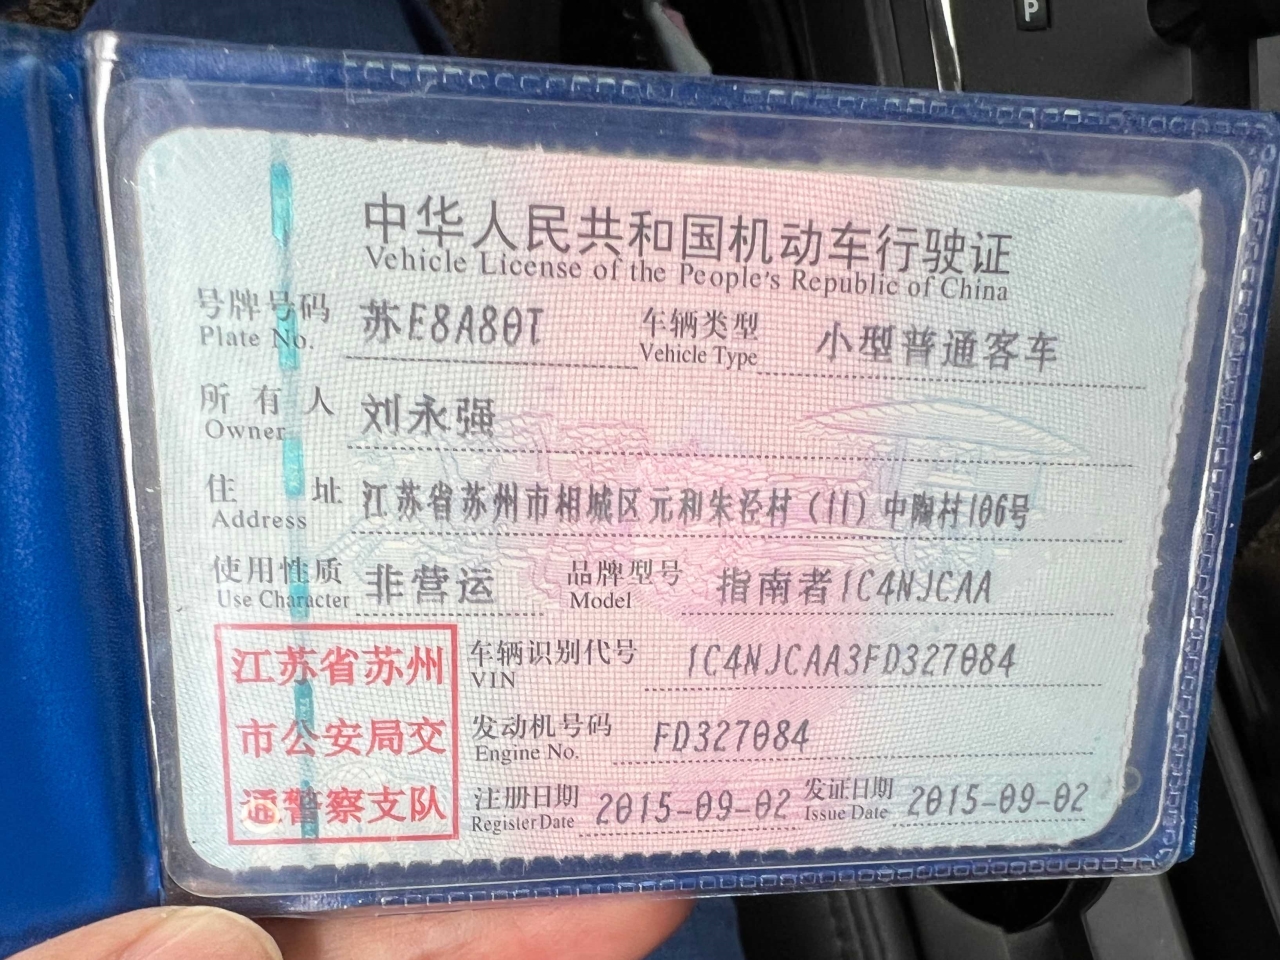 P
中华人民共和国机动车行驶证
Vehicle License of the People's Republic of China
号牌号码 苏E8A80T 车辆类型 小型普通客车
Plate No. Vehicle Type
所有人 刘永强
Owner
住址 江苏省苏州市相城区元和朱泾村（11）中陶村106号
Address
使用性质 非营运 品牌型号 指南者1C4NJCAA
Use Character Model
江苏省苏州
市公安局交
通警察支队
车辆识别代号 1C4NJCAA3FD327084
VIN
发动机号码 FD327084
Engine No.
注册日期 2015-09-02 发证日期 2015-09-02
Register Date Issue Date